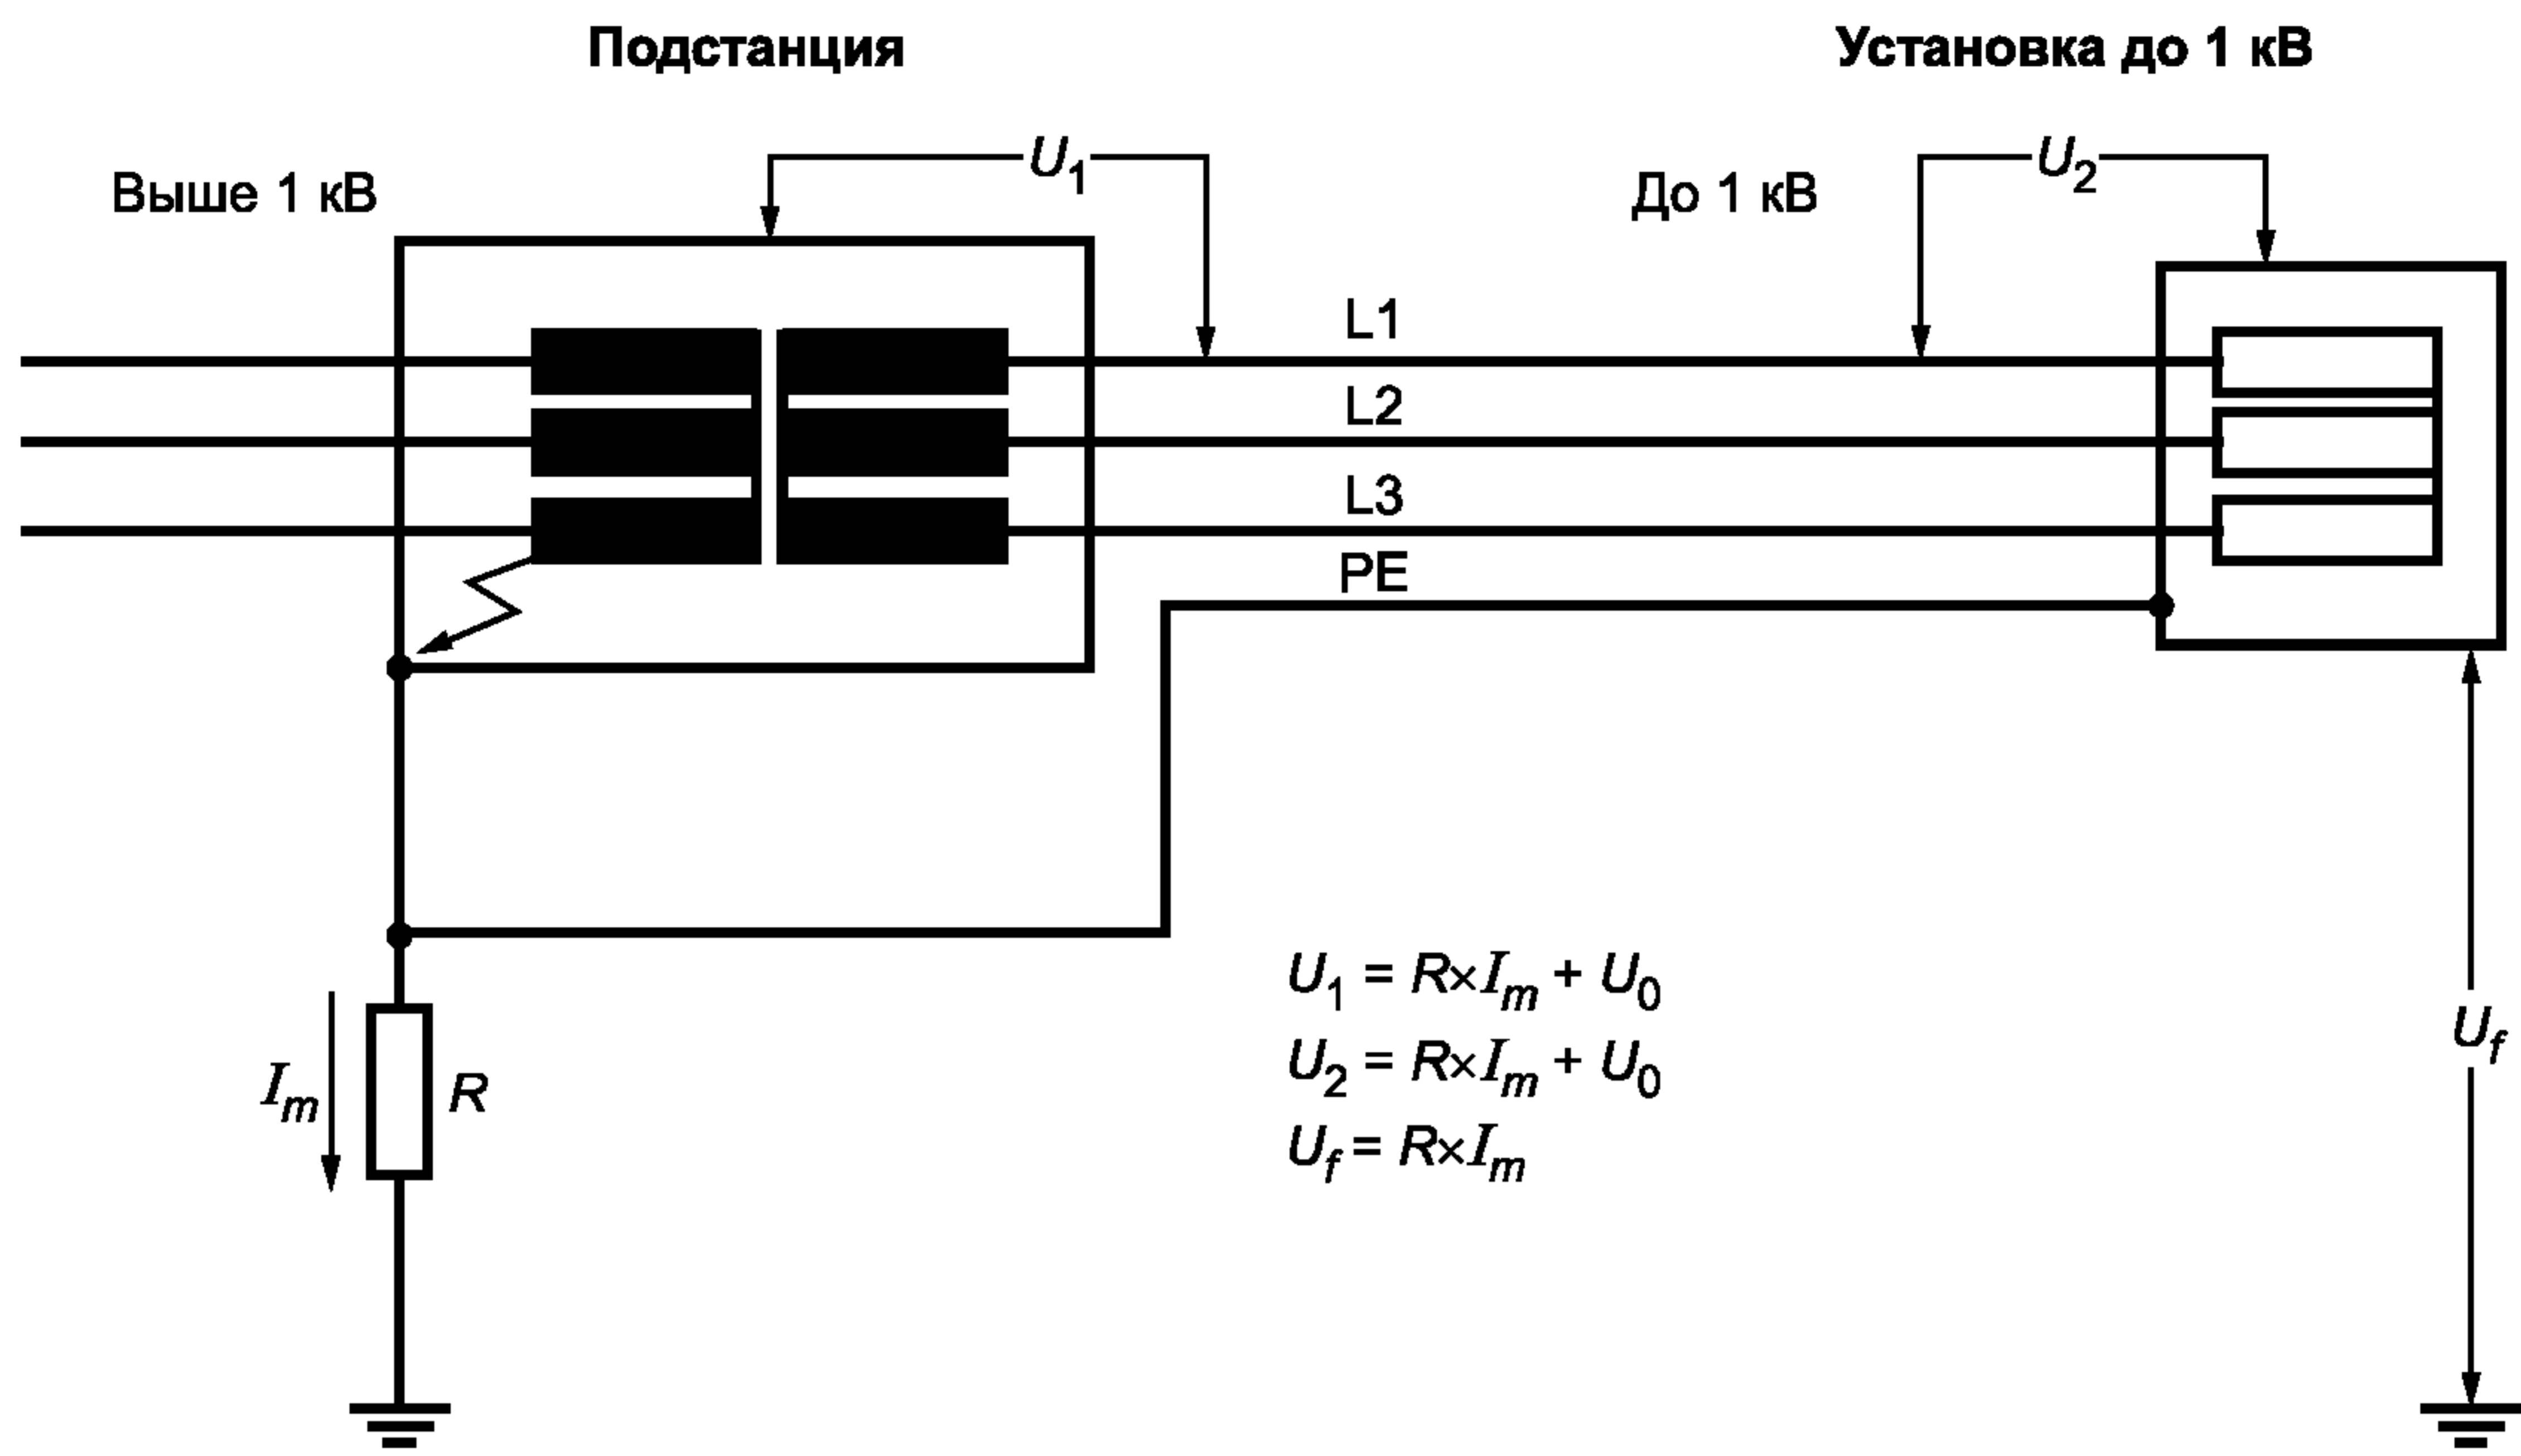 Подстанция
Установка до 1 кВ
Выше 1 кВ
U1
До 1 кВ
U2
L1
L2
L3
PE
U1 = R×Im + U0
U2 = R×Im + U0
Uf = R×Im
Im
R
Uf